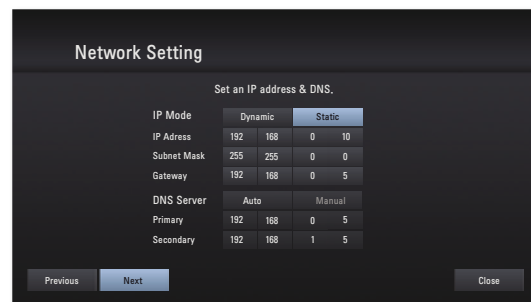 Network Setting
Set an IP address & DNS.
IP Mode Dynamic Static
IP Adress 192 168 0 10
Subnet Mask 255 255 0 0
Gateway 192 168 0 5
DNS Server Auto Manual
Primary 192 168 0 5
Secondary 192 168 1 5
Previous Next Close